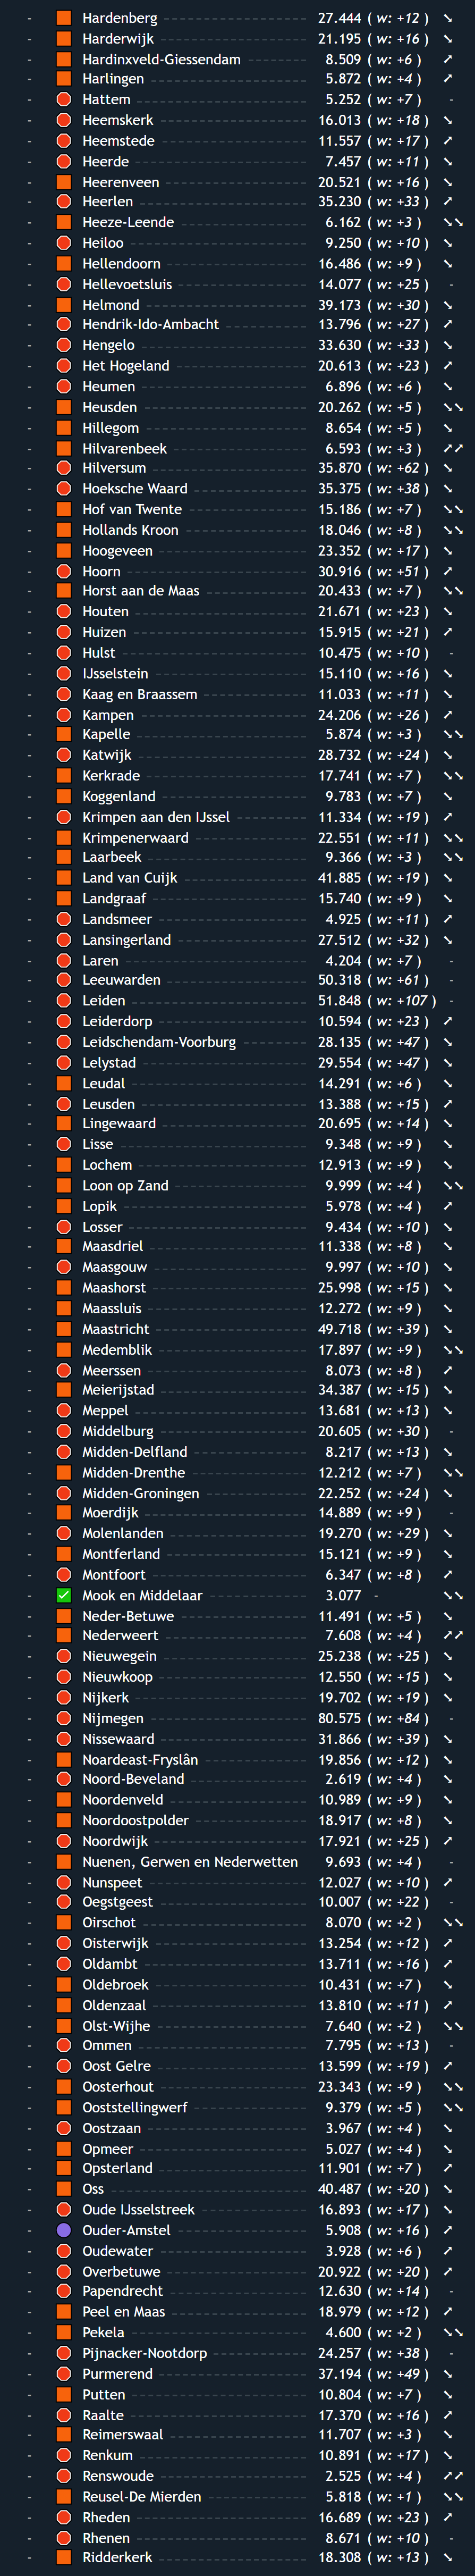 - Hardenberg 27.444 ( w: +12 ) ↘
- Harderwijk 21.195 ( w: +16 ) ↘
- Hardinxveld-Giessendam 8.509 ( w: +6 ) ↗
- Harlingen 5.872 ( w: +4 ) ↗
- Hattem 5.252 ( w: +7 ) -
- Heemskerk 16.013 ( w: +18 ) ↘
- Heemstede 11.557 ( w: +17 ) ↗
- Heerde 7.457 ( w: +11 ) ↘
- Heerenveen 20.521 ( w: +16 ) ↘
- Heerlen 35.230 ( w: +33 ) ↗
- Heeze-Leende 6.162 ( w: +3 ) ↘↘
- Heiloo 9.250 ( w: +10 ) ↘
- Hellendoorn 16.486 ( w: +9 ) ↘
- Hellevoetsluis 14.077 ( w: +25 ) -
- Helmond 39.173 ( w: +30 ) ↘
- Hendrik-Ido-Ambacht 13.796 ( w: +27 ) ↗
- Hengelo 33.630 ( w: +33 ) ↘
- Het Hogeland 20.613 ( w: +23 ) ↗
- Heumen 6.896 ( w: +6 ) ↘
- Heusden 20.262 ( w: +5 ) ↘↘
- Hillegom 8.654 ( w: +5 ) ↘
- Hilvarenbeek 6.593 ( w: +3 ) ↗↗
- Hilversum 35.870 ( w: +62 ) ↘
- Hoeksche Waard 35.375 ( w: +38 ) ↘
- Hof van Twente 15.186 ( w: +7 ) ↘↘
- Hollands Kroon 18.046 ( w: +8 ) ↘↘
- Hoogeveen 23.352 ( w: +17 ) ↘
- Hoorn 30.916 ( w: +51 ) ↗
- Horst aan de Maas 20.433 ( w: +7 ) ↘↘
- Houten 21.671 ( w: +23 ) ↘
- Huizen 15.915 ( w: +21 ) ↗
- Hulst 10.475 ( w: +10 ) -
- IJsselstein 15.110 ( w: +16 ) ↘
- Kaag en Braassem 11.033 ( w: +11 ) ↘
- Kampen 24.206 ( w: +26 ) ↗
- Kapelle 5.874 ( w: +3 ) ↘↘
- Katwijk 28.732 ( w: +24 ) ↘
- Kerkrade 17.741 ( w: +7 ) ↘↘
- Koggenland 9.783 ( w: +7 ) ↘
- Krimpen aan den IJssel 11.334 ( w: +19 ) ↗
- Krimpenerwaard 22.551 ( w: +11 ) ↘↘
- Laarbeek 9.366 ( w: +3 ) ↘↘
- Land van Cuijk 41.885 ( w: +19 ) ↘
- Landgraaf 15.740 ( w: +9 ) ↘
- Landsmeer 4.925 ( w: +11 ) ↗
- Lansingerland 27.512 ( w: +32 ) ↘
- Laren 4.204 ( w: +7 ) -
- Leeuwarden 50.318 ( w: +61 ) -
- Leiden 51.848 ( w: +107 ) -
- Leiderdorp 10.594 ( w: +23 ) ↗
- Leidschendam-Voorburg 28.135 ( w: +47 ) ↘
- Lelystad 29.554 ( w: +47 ) ↘
- Leudal 14.291 ( w: +6 ) ↘
- Leusden 13.388 ( w: +15 ) ↗
- Lingewaard 20.695 ( w: +14 ) ↘
- Lisse 9.348 ( w: +9 ) ↘
- Lochem 12.913 ( w: +9 ) ↘
- Loon op Zand 9.999 ( w: +4 ) ↘↘
- Lopik 5.978 ( w: +4 ) ↗
- Losser 9.434 ( w: +10 ) ↘
- Maasdriel 11.338 ( w: +8 ) ↘
- Maasgouw 9.997 ( w: +10 ) ↘
- Maashorst 25.998 ( w: +15 ) ↘
- Maassluis 12.272 ( w: +9 ) ↘
- Maastricht 49.718 ( w: +39 ) ↘
- Medemblik 17.897 ( w: +9 ) ↘↘
- Meerssen 8.073 ( w: +8 ) ↗
- Meierijstad 34.387 ( w: +15 ) ↘
- Meppel 13.681 ( w: +13 ) ↘
- Middelburg 20.605 ( w: +30 ) -
- Midden-Delfland 8.217 ( w: +13 ) ↘
- Midden-Drenthe 12.212 ( w: +7 ) ↘↘
- Midden-Groningen 22.252 ( w: +24 ) ↘
- Moerdijk 14.889 ( w: +9 ) -
- Molenlanden 19.270 ( w: +29 ) ↘
- Montferland 15.121 ( w: +9 ) ↘
- Montfoort 6.347 ( w: +8 ) ↗
- Mook en Middelaar 3.077 - ↘↘
- Neder-Betuwe 11.491 ( w: +5 ) ↘
- Nederweert 7.608 ( w: +4 ) ↗↗
- Nieuwegein 25.238 ( w: +25 ) ↘
- Nieuwkoop 12.550 ( w: +15 ) ↘
- Nijkerk 19.702 ( w: +19 ) ↘
- Nijmegen 80.575 ( w: +84 ) -
- Nissewaard 31.866 ( w: +39 ) ↘
- Noardeast-Fryslân 19.856 ( w: +12 ) ↘
- Noord-Beveland 2.619 ( w: +4 ) ↘
- Noordenveld 10.989 ( w: +9 ) ↘
- Noordoostpolder 18.917 ( w: +8 ) ↘
- Noordwijk 17.921 ( w: +25 ) ↗
- Nuenen, Gerwen en Nederwetten 9.693 ( w: +4 ) -
- Nunspeet 12.027 ( w: +10 ) ↗
- Oegstgeest 10.007 ( w: +22 ) -
- Oirschot 8.070 ( w: +2 ) ↘↘
- Oisterwijk 13.254 ( w: +12 ) ↗
- Oldambt 13.711 ( w: +16 ) ↗
- Oldebroek 10.431 ( w: +7 ) ↘
- Oldenzaal 13.810 ( w: +11 ) ↗
- Olst-Wijhe 7.640 ( w: +2 ) ↘↘
- Ommen 7.795 ( w: +13 ) -
- Oost Gelre 13.599 ( w: +19 ) ↗
- Oosterhout 23.343 ( w: +9 ) ↘↘
- Ooststellingwerf 9.379 ( w: +5 ) ↘↘
- Oostzaan 3.967 ( w: +4 ) ↘
- Opmeer 5.027 ( w: +4 ) ↘
- Opsterland 11.901 ( w: +7 ) ↗
- Oss 40.487 ( w: +20 ) ↘
- Oude IJsselstreek 16.893 ( w: +17 ) ↘
- Ouder-Amstel 5.908 ( w: +16 ) ↗
- Oudewater 3.928 ( w: +6 ) ↗
- Overbetuwe 20.922 ( w: +20 ) ↗
- Papendrecht 12.630 ( w: +14 ) -
- Peel en Maas 18.979 ( w: +12 ) ↗
- Pekela 4.600 ( w: +2 ) ↘↘
- Pijnacker-Nootdorp 24.257 ( w: +38 ) -
- Purmerend 37.194 ( w: +49 ) ↘
- Putten 10.804 ( w: +7 ) ↘
- Raalte 17.370 ( w: +16 ) ↗
- Reimerswaal 11.707 ( w: +3 ) ↘
- Renkum 10.891 ( w: +17 ) ↘
- Renswoude 2.525 ( w: +4 ) ↗↗
- Reusel-De Mierden 5.818 ( w: +1 ) ↘↘
- Rheden 16.689 ( w: +23 ) ↗
- Rhenen 8.671 ( w: +10 ) -
- Ridderkerk 18.308 ( w: +13 ) ↘